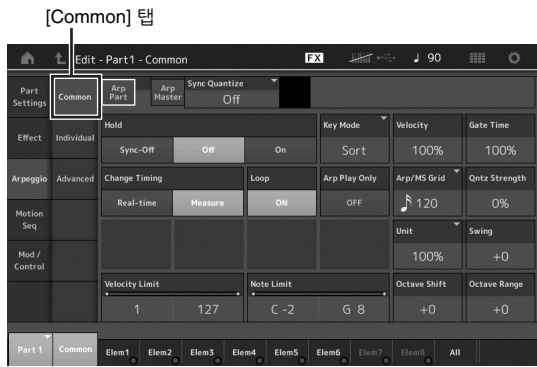 [Common] 탭
Edit - Part1 - Common
FX
90
Part Settings
Common
Arp Part
Arp Master
Sync Quantize
Off
Effect
Individual
Hold
Sync-Off
Off
On
Key Mode
Sort
Velocity
100%
Gate Time
100%
Arpeggio
Advanced
Change Timing
Real-time
Measure
Loop
ON
Arp Play Only
OFF
Arp/MS Grid
120
Qntz Strength
0%
Motion Seq
Unit
100%
Swing
+0
Mod / Control
Velocity Limit
1
127
Note Limit
C -2
G 8
Octave Shift
+0
Octave Range
+0
Part 1
Common
Elem1
Elem2
Elem3
Elem4
Elem5
Elem6
Elem7
Elem8
All